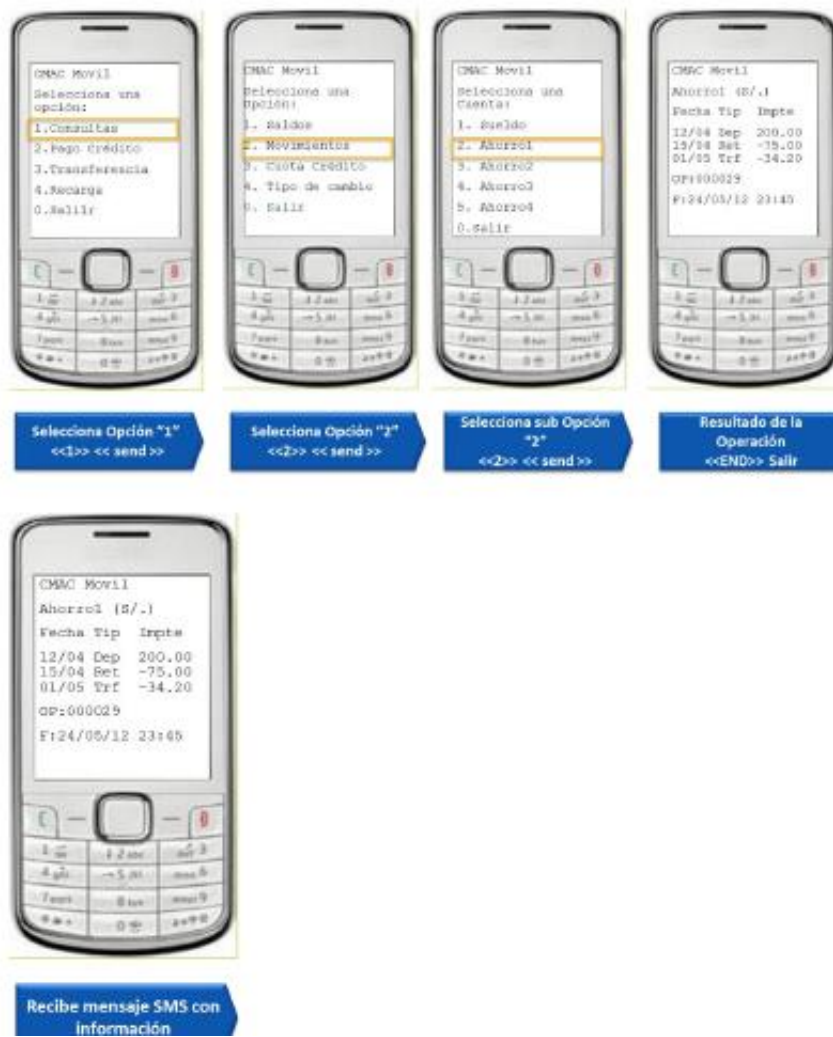 CMAC Movil
Selecciona una
opción:
1.Consultas
2.Pago Crédito
3.Transferencia
4.Recarga
0.Salir
Selecciona Opción "1"
<<1>> << send >>
CMAC Movil
Selecciona una
Opción:
1. Saldos
2. Movimientos
3. Cuota Crédito
4. Tipo de cambio
0. Salir
Selecciona Opción "2"
<<2>> << send >>
CMAC Movil
Selecciona una
Cuenta:
1. Sueldo
2. Ahorro1
3. Ahorro2
4. Ahorro3
5. Ahorro4
0.Salir
Selecciona sub Opción
"2"
<<2>> << send >>
CMAC Movil
Ahorro1 (S/.)
Fecha Tip Impte
12/04 Dep 200.00
15/04 Ret -75.00
01/05 Trf -34.20
OP:000029
F:24/05/12 23:45
Resultado de la
Operación
<<END>> Salir
CMAC Movil
Ahorro1 (S/.)
Fecha Tip Impte
12/04 Dep 200.00
15/04 Ret -75.00
01/05 Trf -34.20
OP:000029
F:24/05/12 23:45
Recibe mensaje SMS con
información